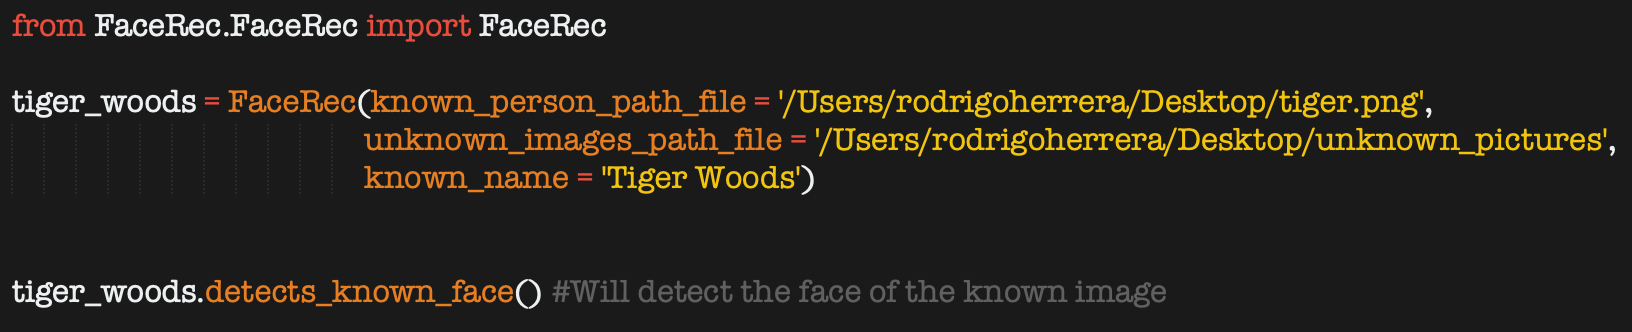 from FaceRec.FaceRec import FaceRec
tiger_woods = FaceRec(known_person_path_file = '/Users/rodrigoherrera/Desktop/tiger.png',
unknown_images_path_file = '/Users/rodrigoherrera/Desktop/unknown_pictures',
known_name = 'Tiger Woods')
tiger_woods.detects_known_face() #Will detect the face of the known image